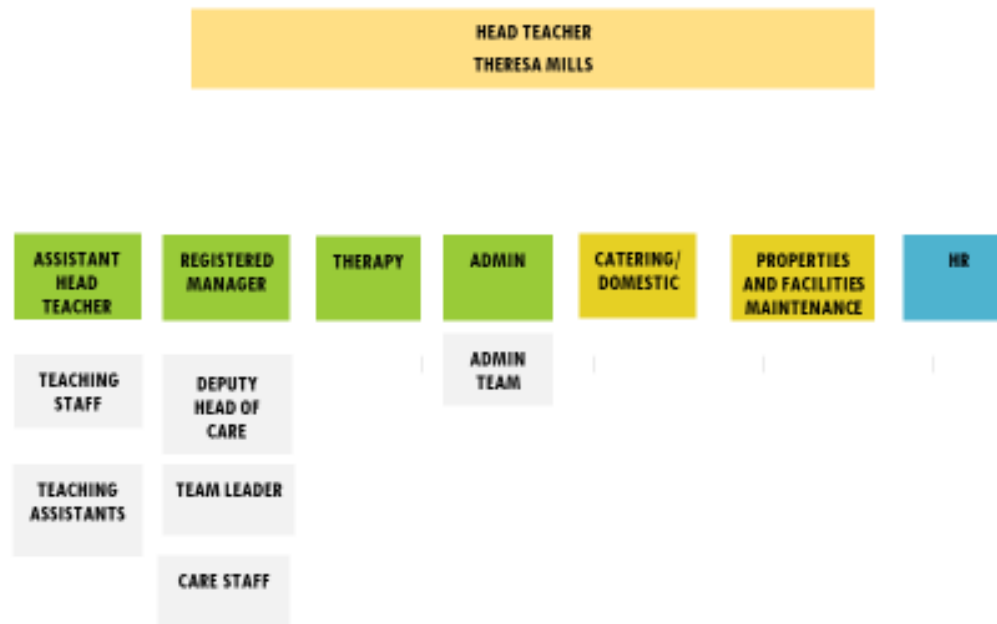 HEAD TEACHER
THERESA MILLS
ASSISTANT
HEAD
TEACHER
REGISTERED
MANAGER
THERAPY
ADMIN
CATERING/
DOMESTIC
PROPERTIES
AND FACILITIES
MAINTENANCE
HR
TEACHING
STAFF
DEPUTY
HEAD OF
CARE
ADMIN
TEAM
TEACHING
ASSISTANTS
TEAM LEADER
CARE STAFF